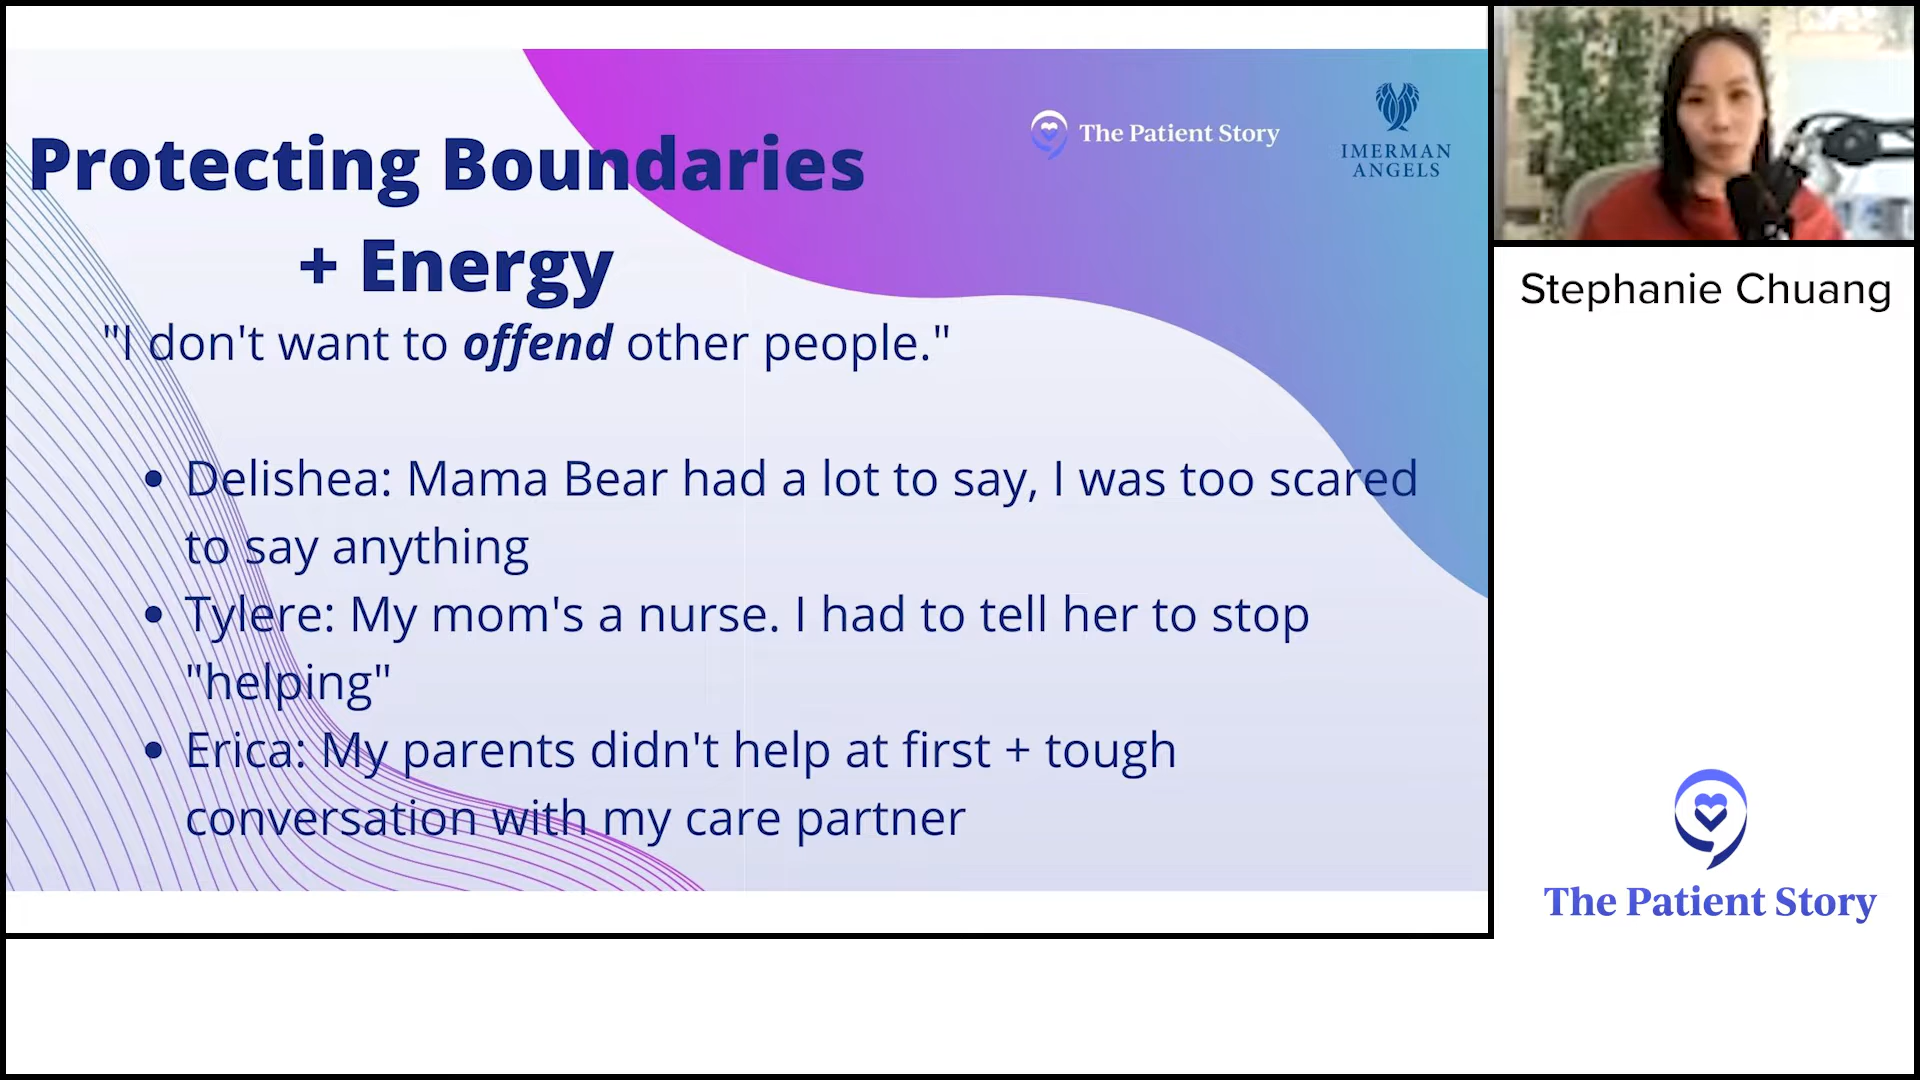 Protecting Boundaries
+ Energy
The Patient Story
IMERMAN
ANGELS
"I don't want to offend other people."
• Delishea: Mama Bear had a lot to say, I was too scared
to say anything
• Tylere: My mom's a nurse. I had to tell her to stop
"helping"
• Erica: My parents didn't help at first + tough
conversation with my care partner
Stephanie Chuang
The Patient Story